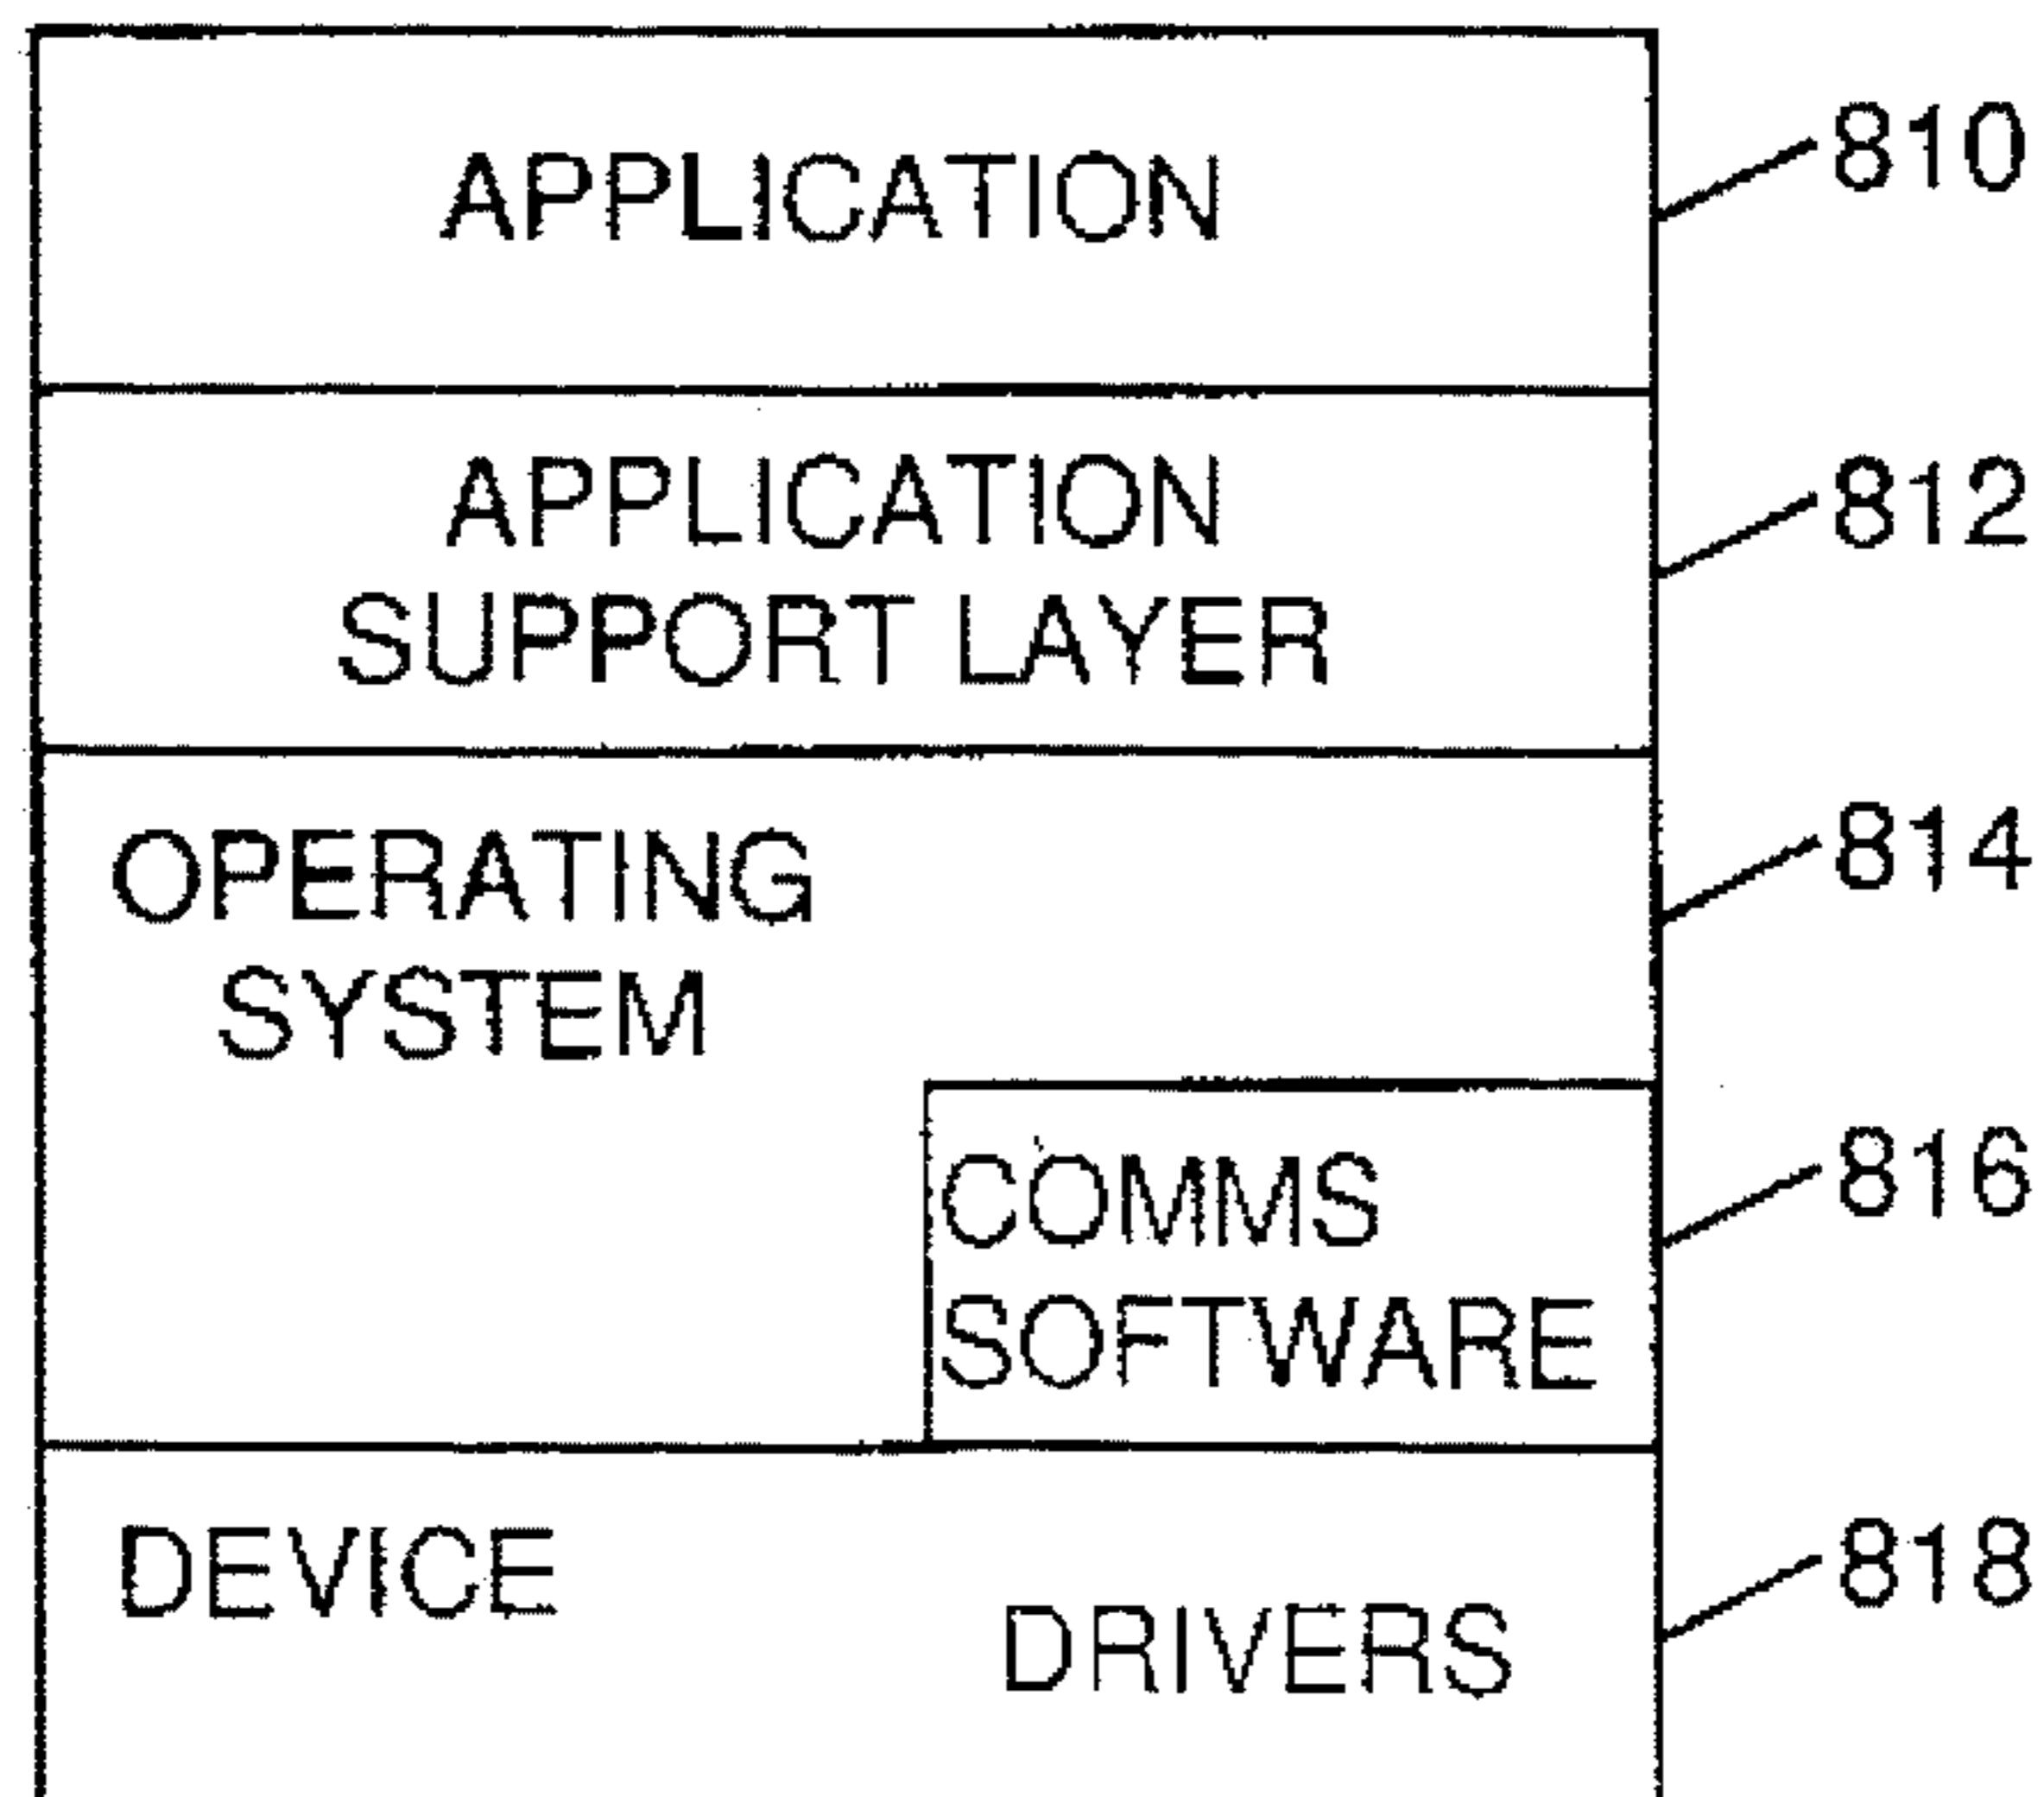 APPLICATION
810
APPLICATION
SUPPORT LAYER
812
OPERATING
SYSTEM
814
COMMS
SOFTWARE
816
DEVICE
DRIVERS
818